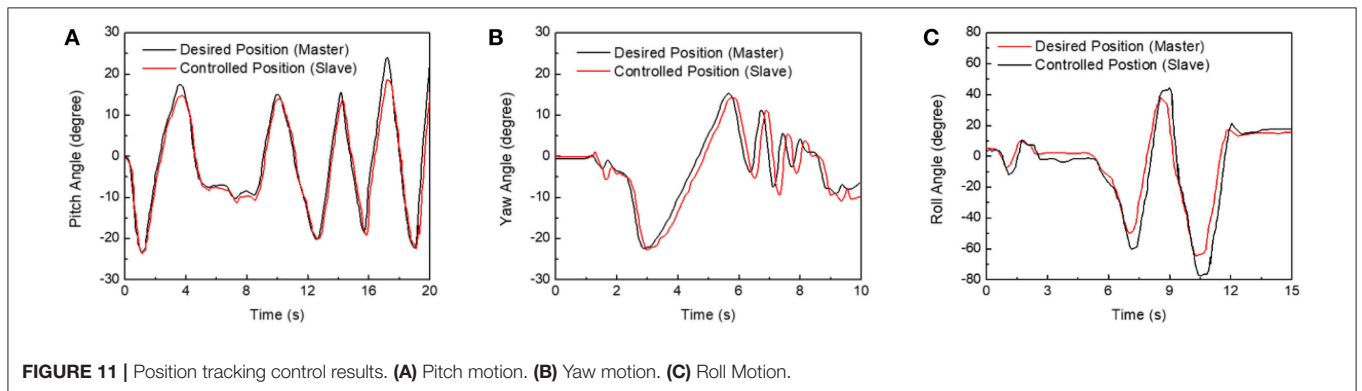 A
30
20
10
0
-10
-20
-30
Pitch Angle (degree)
Desired Position (Master)
Controlled Position (Slave)
0 4 8 12 16 20
Time (s)
B
30
20
10
0
-10
-20
-30
Yaw Angle (degree)
Desired Position (Master)
Controlled Position (Slave)
0 2 4 6 8 10
Time (s)
C
80
60
40
20
0
-20
-40
-60
-80
Roll Angle (degree)
Desired Position (Master)
Controlled Postion (Slave)
0 3 6 9 12 15
Time (s)
FIGURE 11 | Position tracking control results. (A) Pitch motion. (B) Yaw motion. (C) Roll Motion.